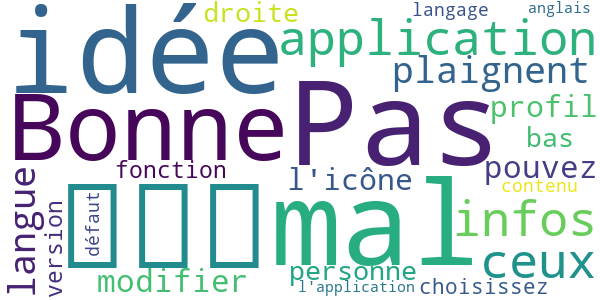 idée
droite
langage
anglais
application
plaignent
Bonne
Pas
profil
bas
fonction
l'icône
pouvez
contenu
langue
version
défaut
mal
infos
ceux
modifier
personne
l'application
choisissez